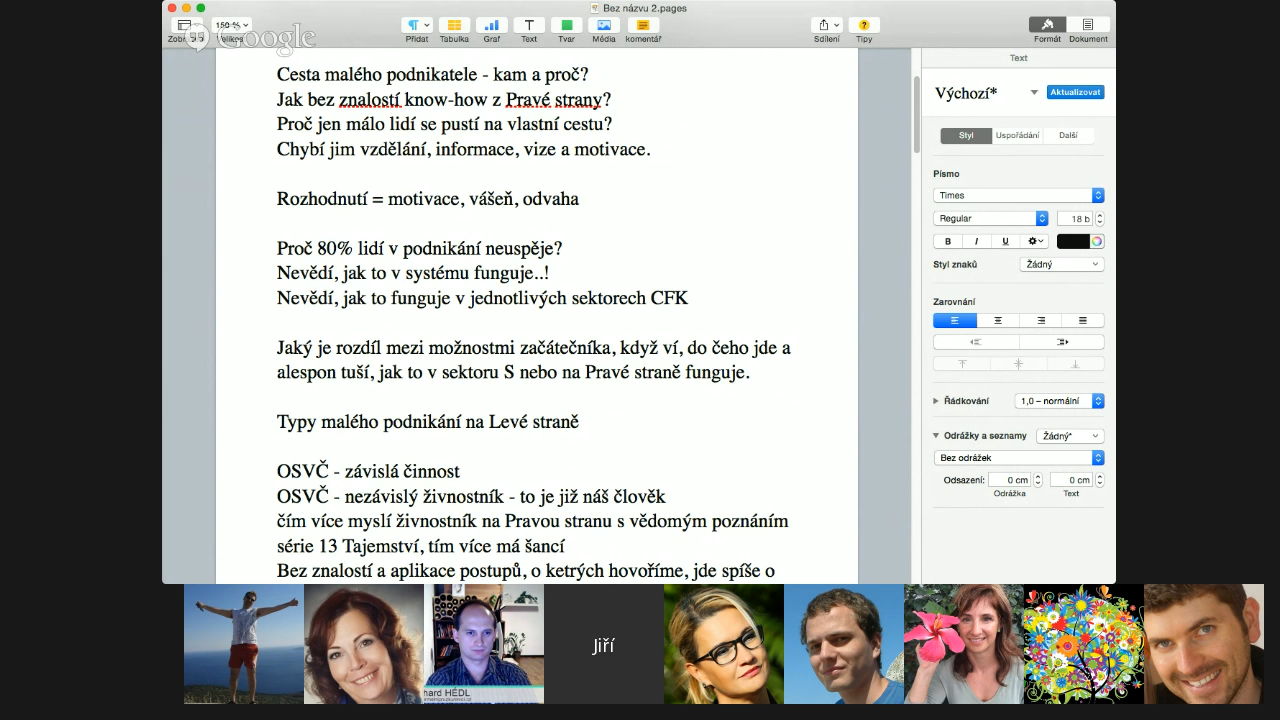 Bez názvu 2.pages
150 %
Google
Přidat
Tabulka
Graf
Text
Tvar
Média
komentář
Sdílení
Tipy
Formát
Dokument
Cesta malého podnikatele - kam a proč?
Jak bez znalostí know-how z Pravé strany?
Proč jen málo lidí se pustí na vlastní cestu?
Chybí jim vzdělání, informace, vize a motivace.
Rozhodnutí = motivace, vášeň, odvaha
Proč 80% lidí v podnikání neuspěje?
Nevědí, jak to v systému funguje..!
Nevědí, jak to funguje v jednotlivých sektorech CFK
Jaký je rozdíl mezi možnostmi začátečníka, když ví, do čeho jde a
alespon tuší, jak to v sektoru S nebo na Pravé straně funguje.
Typy malého podnikání na Levé straně
OSVČ - závislá činnost
OSVČ - nezávislý živnostník - to je již náš člověk
čím více myslí živnostník na Pravou stranu s vědomým poznáním
série 13 Tajemství, tím více má šancí
Bez znalostí a aplikace postupů, o ketrých hovoříme, jde spíše o
Text
Výchozí*
Aktualizovat
Styl
Uspořádání
Další
Písmo
Times
Regular
18 b
B I U
Styl znaků
Žádný
Zarovnání
Řádkování
1,0 – normální
Odrážky a seznamy
Žádný*
Bez odrážek
Odsazení:
0 cm
0 cm
Odrážka
Text
hard HÉDL
Jiří